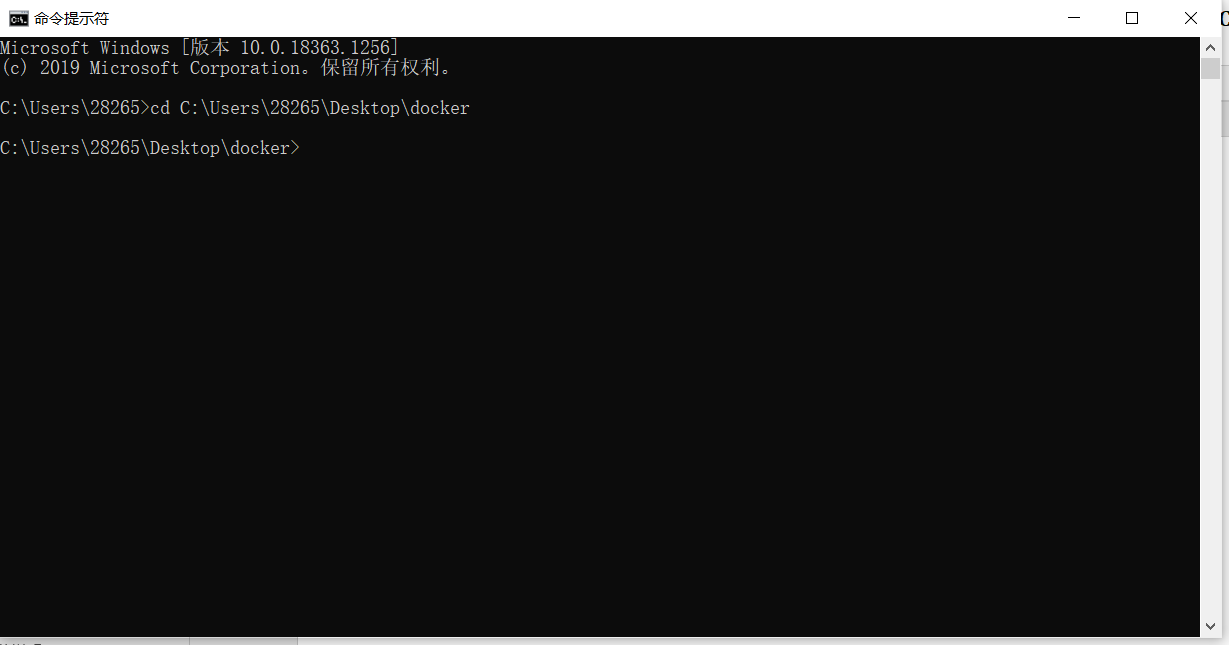 命令提示符
Microsoft Windows [版本 10.0.18363.1256]
(c) 2019 Microsoft Corporation。保留所有权利。
C:\Users\28265>cd C:\Users\28265\Desktop\docker
C:\Users\28265\Desktop\docker>